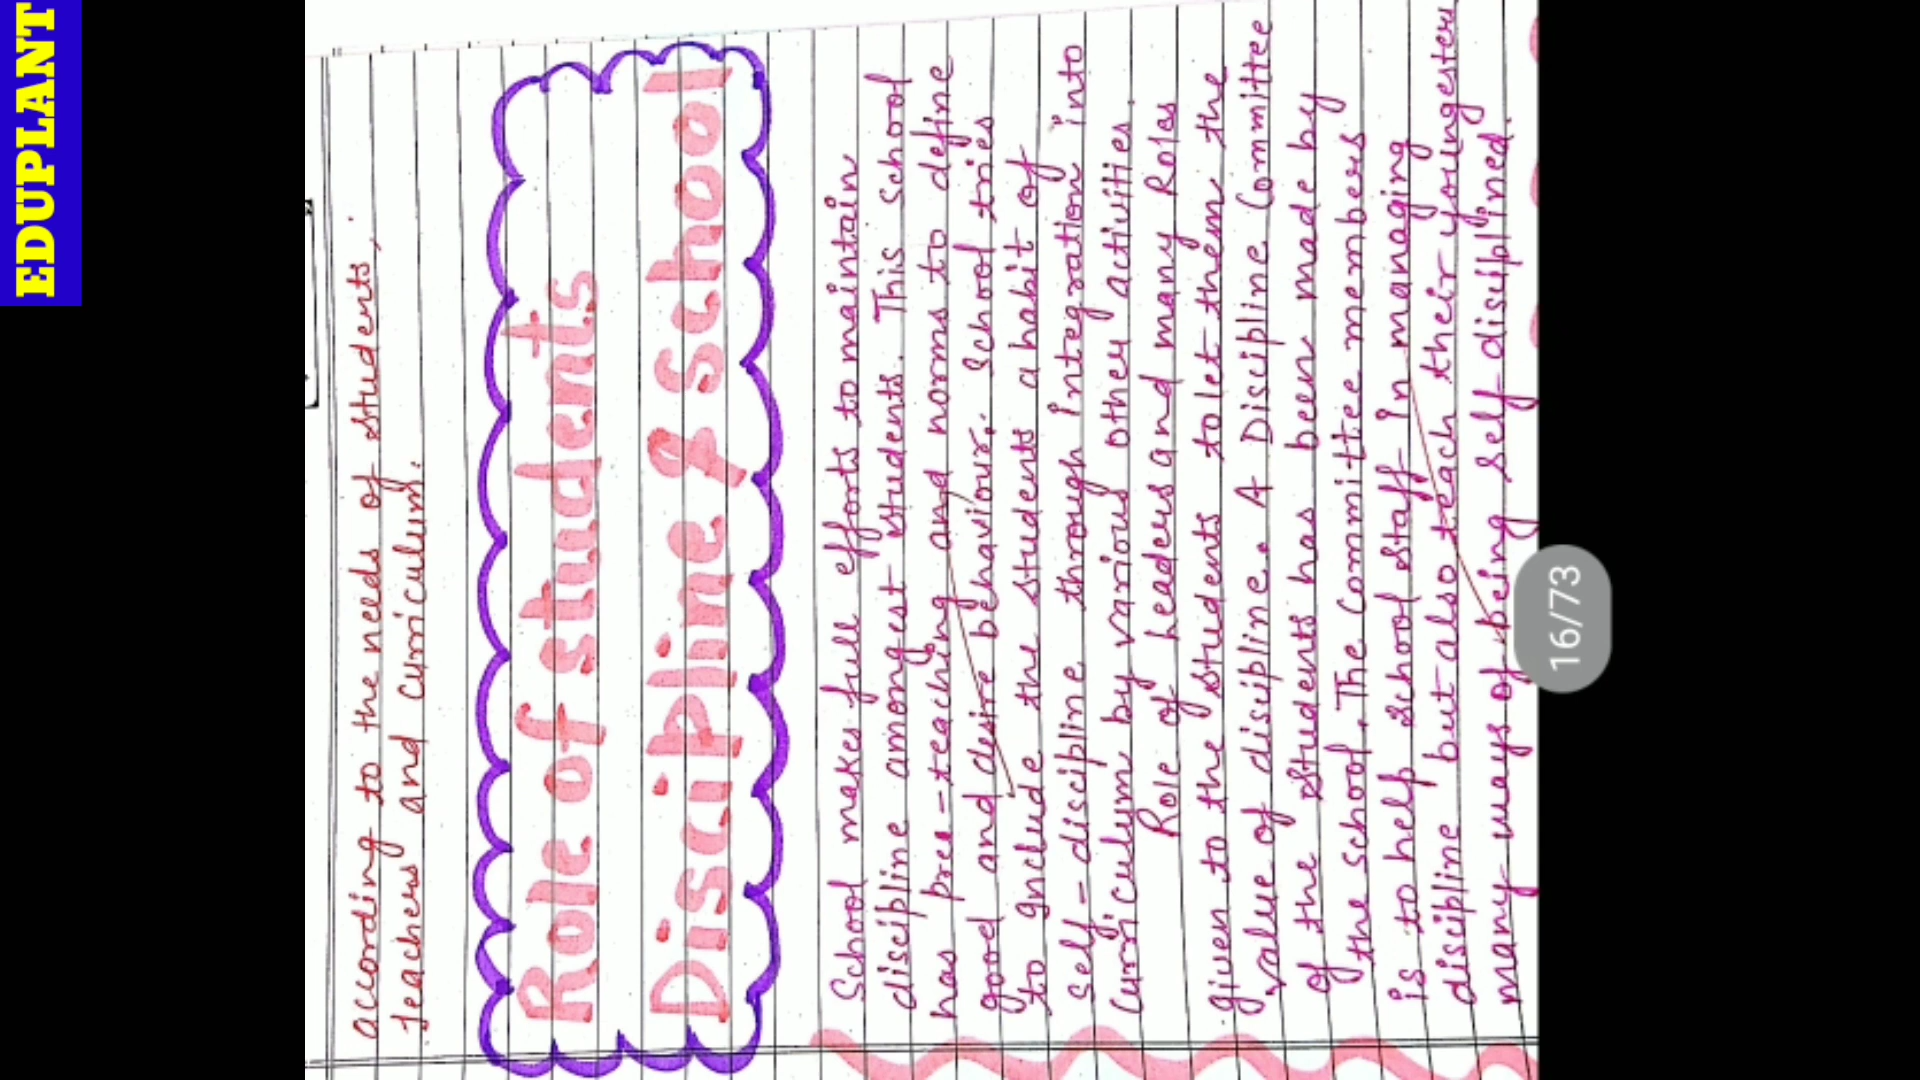 EDUPLANT
according to the needs of students,
teachers and curriculum.
Role of students
Discipline & School
School makes full efforts to maintain
discipline amongest students. This school
has pree-teaching and norms to define
good and desire behaviour. School tries
to include the students a habit of
self-discipline through integration into
curriculum by various other activities.
Role of leaders and many Roles
given to the students to let them the
value of discipline. A Discipline Committee
of the students has been made by
the school. The Committee members
is to help school staff in managing
discipline but also teach their youngesters
many ways of being self disciplined.
16/73